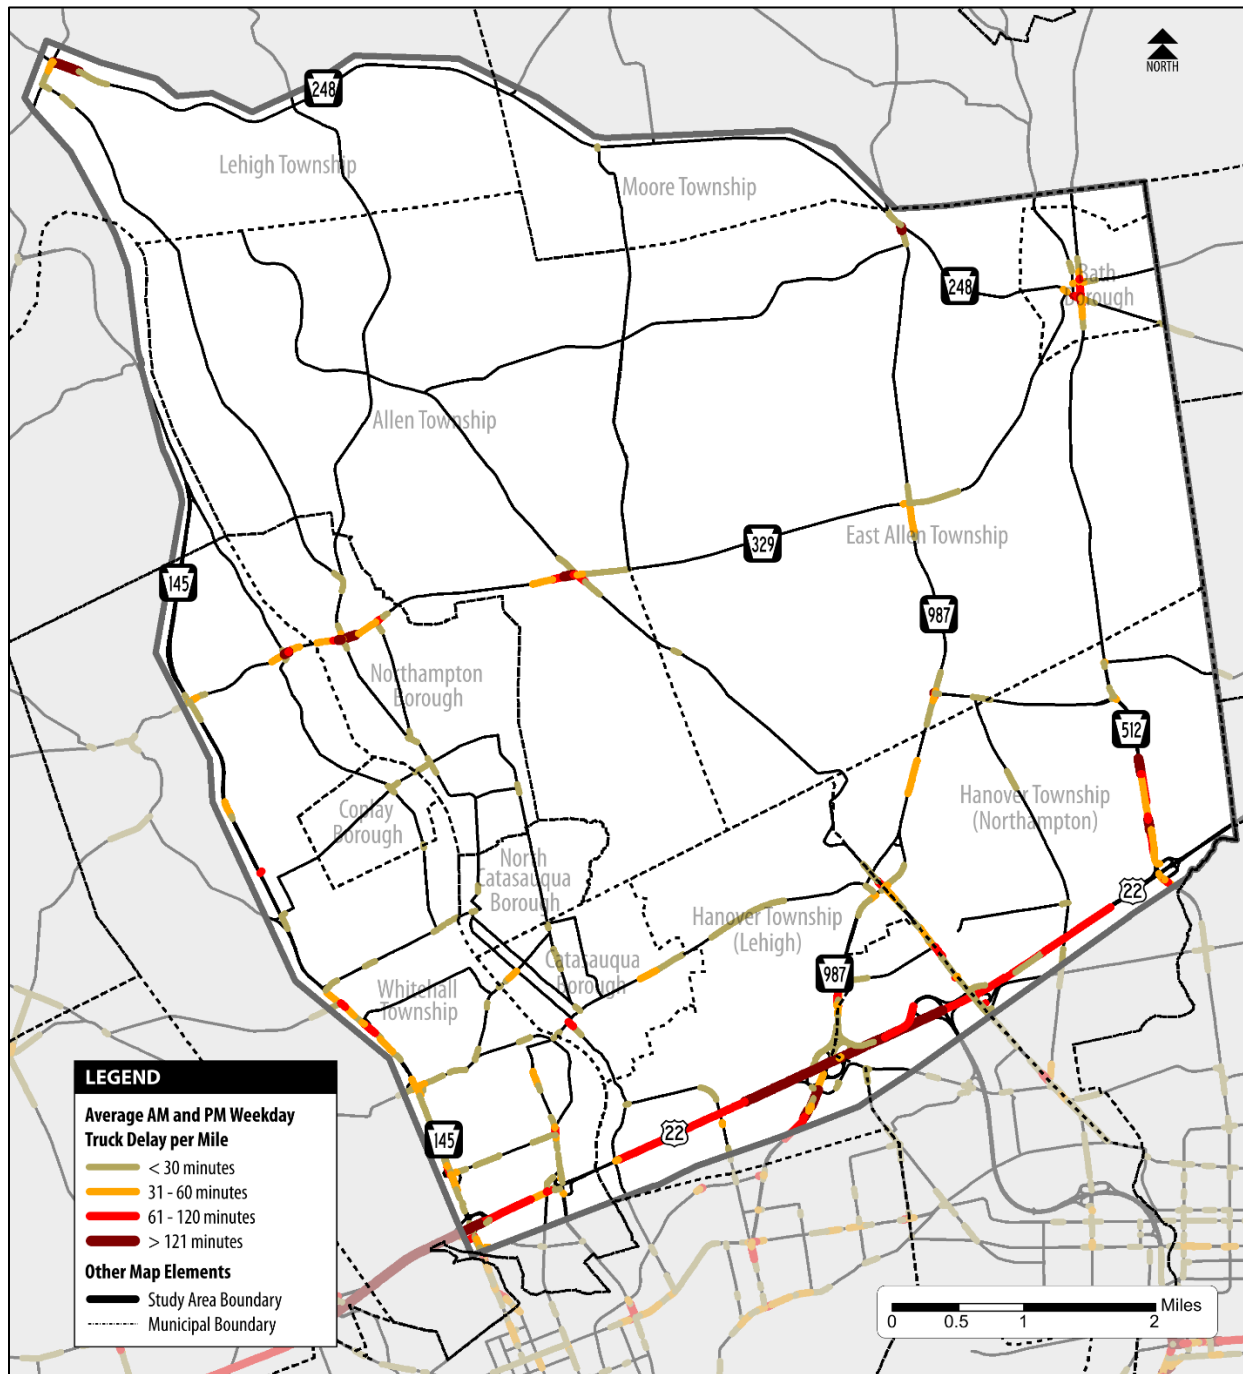 NORTH
248
Lehigh Township
Moore Township
248
Bath
Borough
Allen Township
329
East Allen Township
145
987
Northampton
Borough
512
Coplay
Borough
Hanover Township
(Northampton)
North
Catasauqua
Borough
22
Hanover Township
(Lehigh)
Catasauqua
Borough
987
Whitehall
Township
LEGEND
Average AM and PM Weekday
Truck Delay per Mile
< 30 minutes
31 - 60 minutes
61 - 120 minutes
> 121 minutes
Other Map Elements
Study Area Boundary
Municipal Boundary
145
22
Miles
0 0.5 1 2